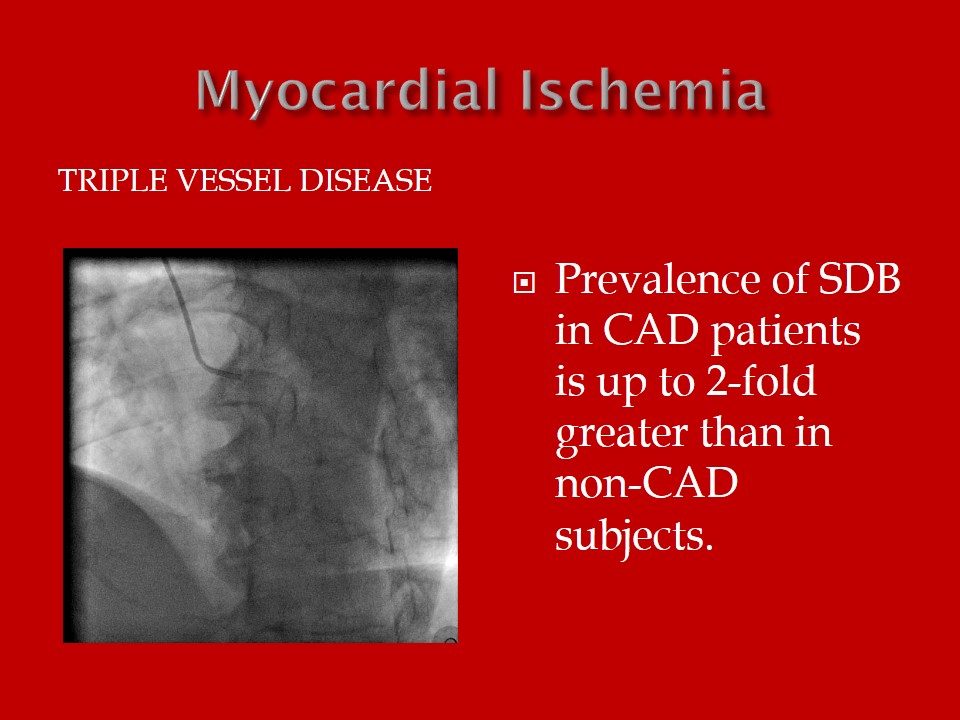 Myocardial Ischemia
TRIPLE VESSEL DISEASE
Prevalence of SDB
in CAD patients
is up to 2-fold
greater than in
non-CAD
subjects.